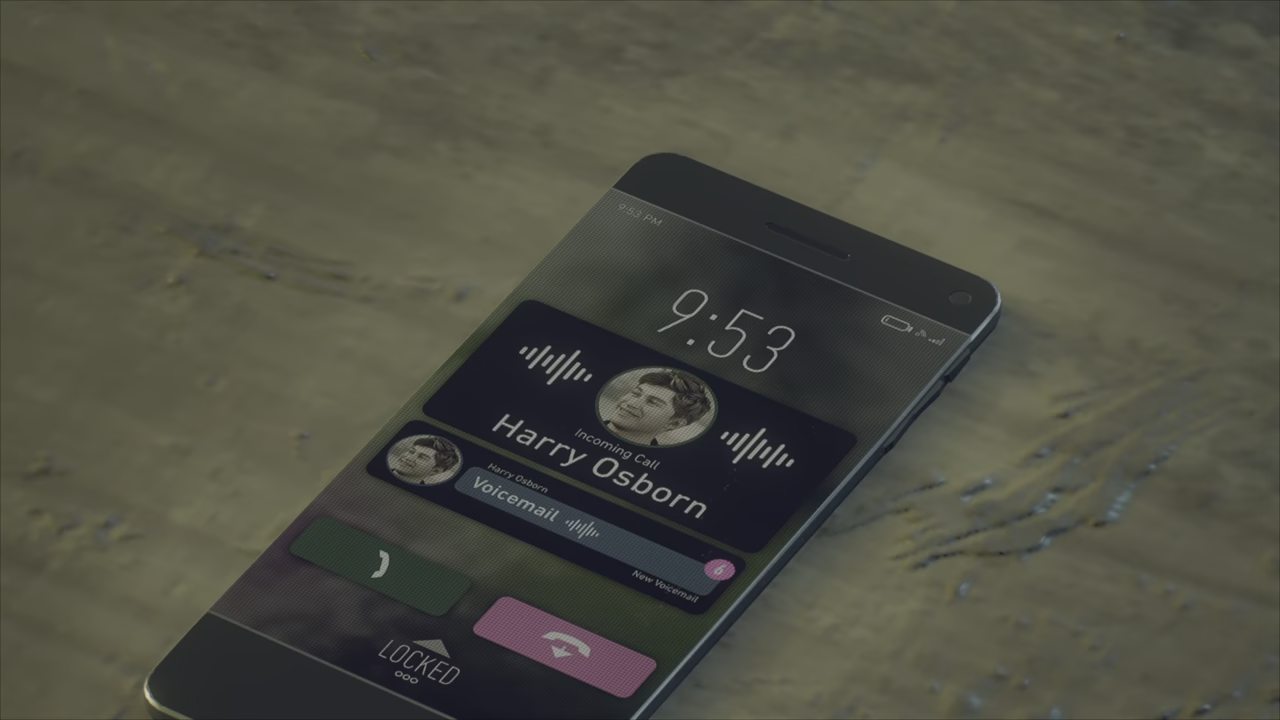 9:53 PM
9:53
Incoming Call
Harry Osborn
Harry Osborn
Voicemail
6
New Voicemail
LOCKED